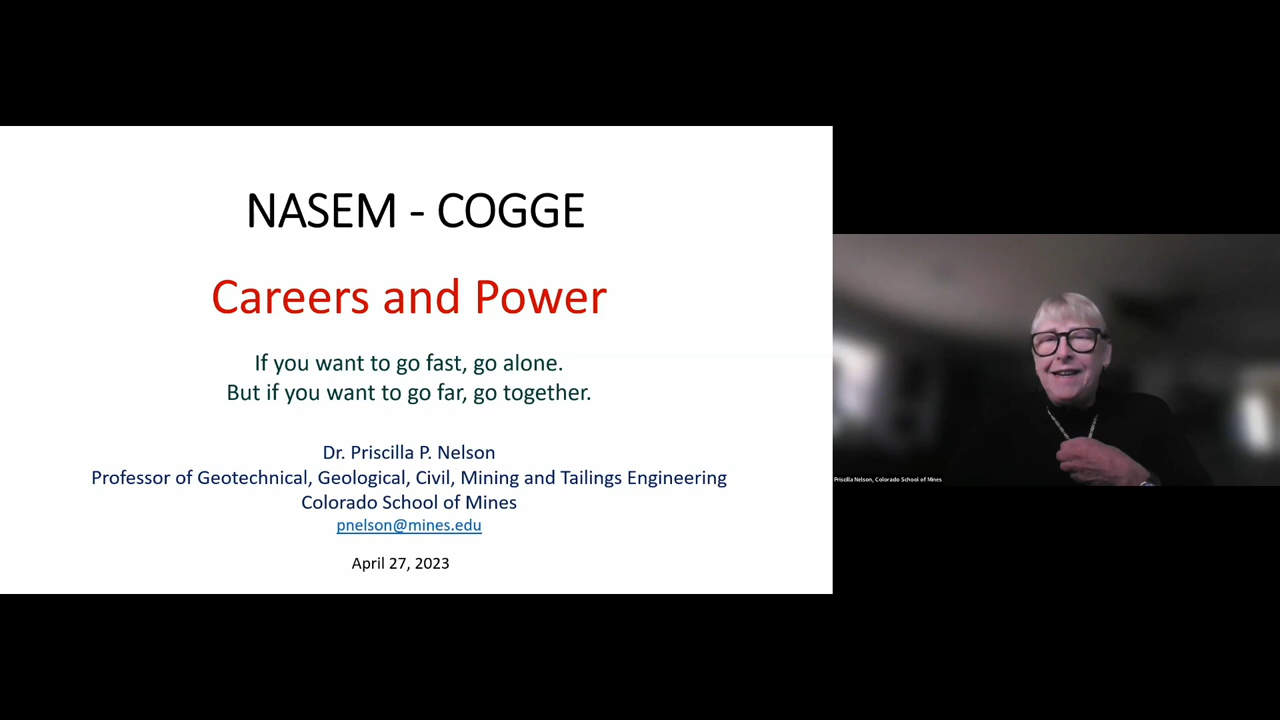 NASEM - COGGE
Careers and Power
If you want to go fast, go alone.
But if you want to go far, go together.
Dr. Priscilla P. Nelson
Professor of Geotechnical, Geological, Civil, Mining and Tailings Engineering
Colorado School of Mines
pnelson@mines.edu
April 27, 2023
Priscilla Nelson, Colorado School of Mines